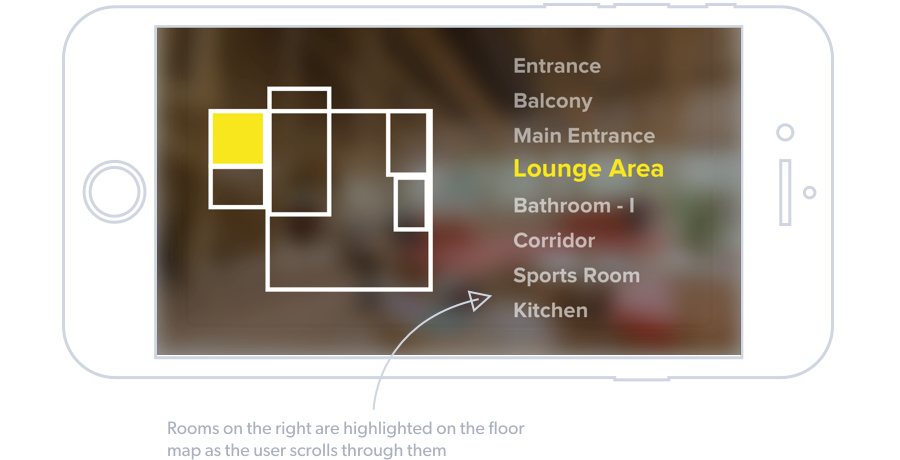 Entrance
Balcony
Main Entrance
Lounge Area
Bathroom - I
Corridor
Sports Room
Kitchen
Rooms on the right are highlighted on the floor
map as the user scrolls through them